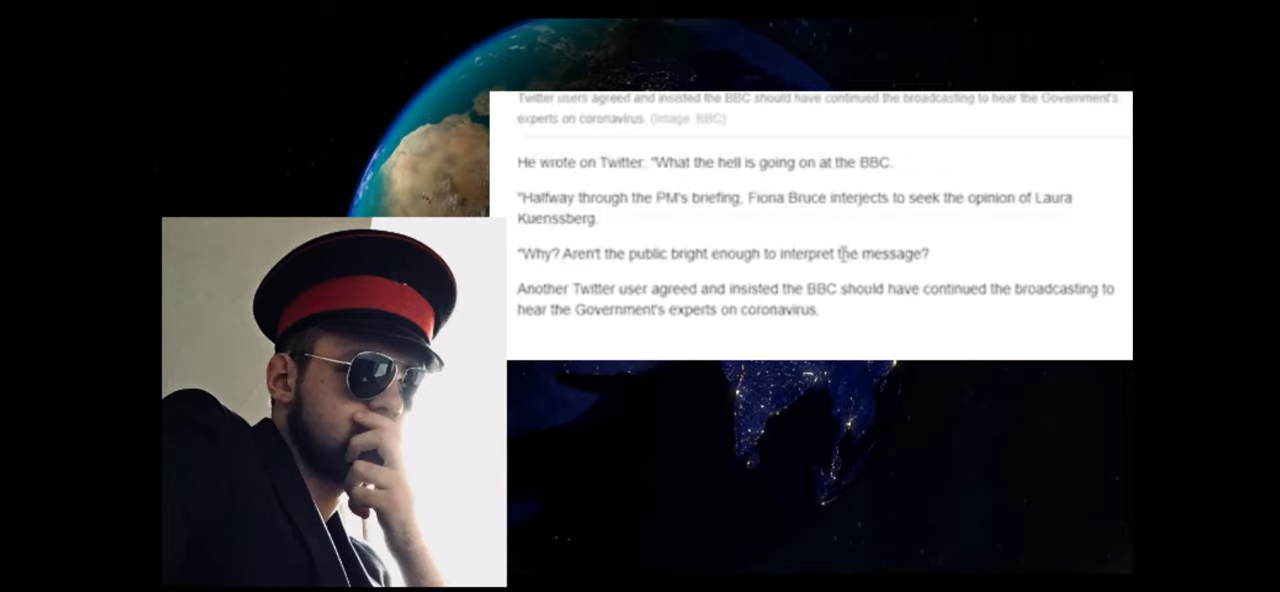 Twitter users agreed and insisted the BBC should have continued the broadcasting to hear the Government's
experts on coronavirus. (Image: BBC)
He wrote on Twitter: "What the hell is going on at the BBC.
"Halfway through the PM's briefing, Fiona Bruce interjects to seek the opinion of Laura
Kuenssberg.
"Why? Aren't the public bright enough to interpret the message?
Another Twitter user agreed and insisted the BBC should have continued the broadcasting to
hear the Government's experts on coronavirus.